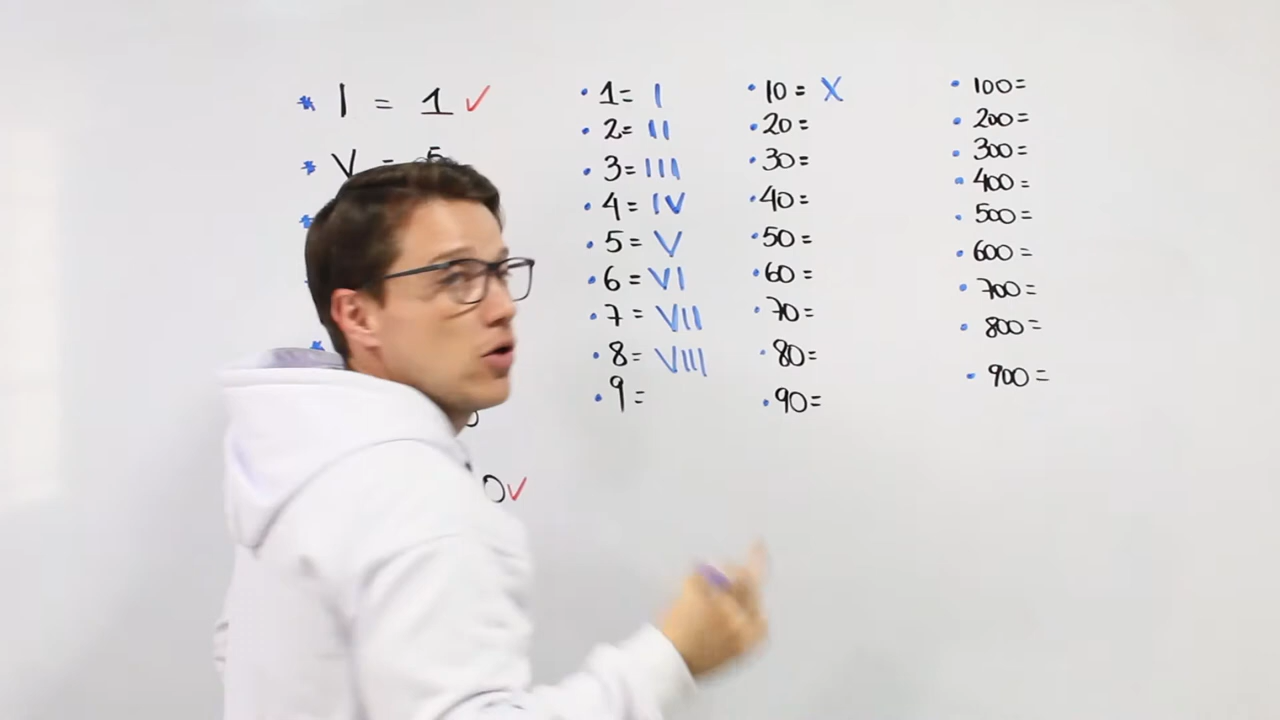 * I = 1 ✓
* V = 5
*
*
*
0✓
• 1= I
• 2= II
• 3= III
• 4= IV
• 5= V
• 6= VI
• 7= VII
• 8= VIII
• 9=
• 10= X
• 20=
• 30=
• 40=
• 50=
• 60=
• 70=
• 80=
• 90=
• 100=
• 200=
• 300=
• 400=
• 500=
• 600=
• 700=
• 800=
• 900=